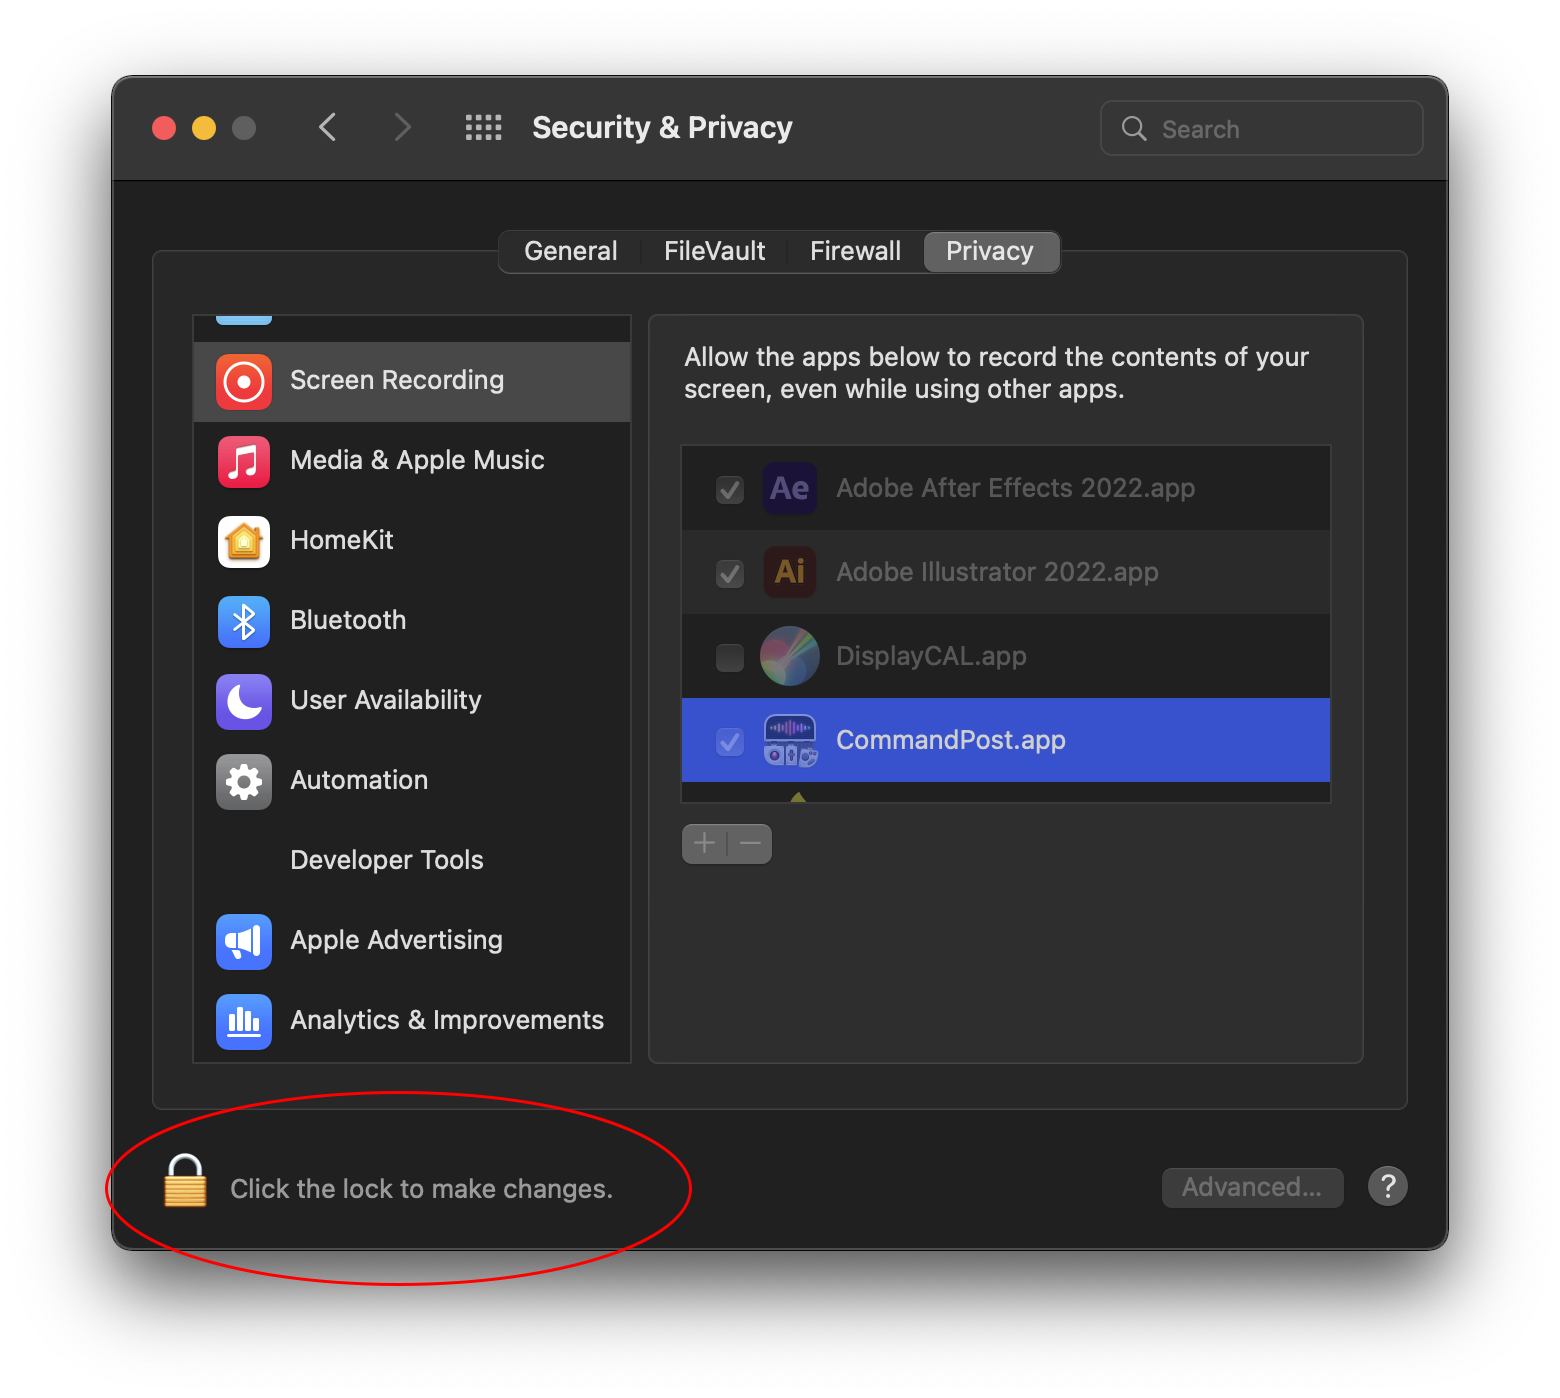 Security & Privacy
Search
General
FileVault
Firewall
Privacy
Screen Recording
Media & Apple Music
HomeKit
Bluetooth
User Availability
Automation
Developer Tools
Apple Advertising
Analytics & Improvements
Allow the apps below to record the contents of your
screen, even while using other apps.
Ae Adobe After Effects 2022.app
Ai Adobe Illustrator 2022.app
DisplayCAL.app
CommandPost.app
Click the lock to make changes.
Advanced...
?